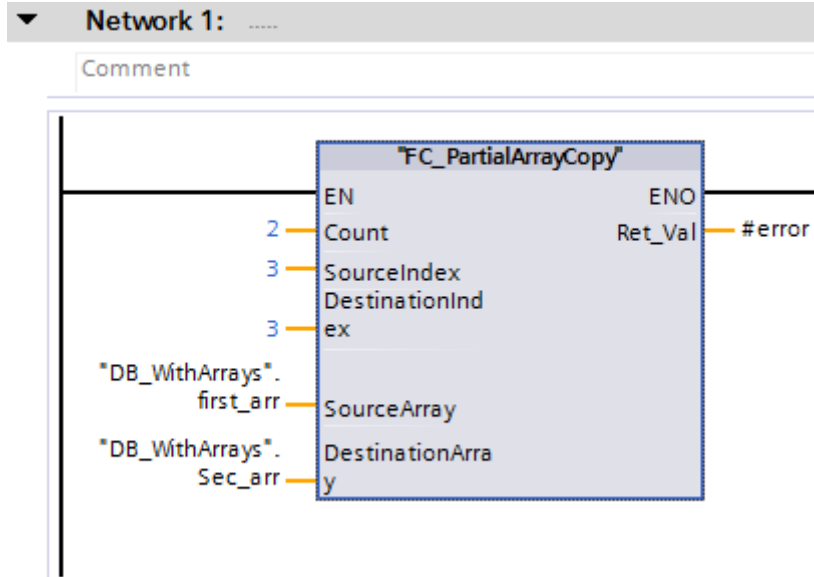 Network 1: .....
Comment
"FC_PartialArrayCopy"
EN ENO
2 Count Ret_Val #error
3 SourceIndex
DestinationInd
3 ex
"DB_WithArrays".
first_arr SourceArray
"DB_WithArrays". DestinationArra
Sec_arr y